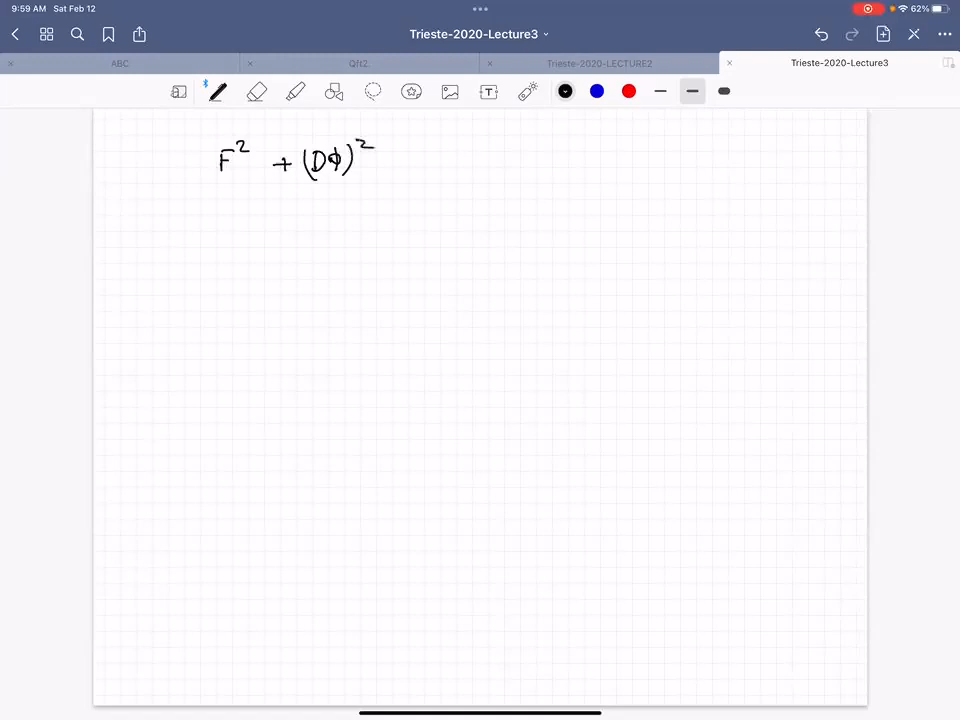 9:59 AM Sat Feb 12
62%
Trieste-2020-Lecture3
ABC
Qft2.
Trieste-2020-LECTURE2
Trieste-2020-Lecture3
T
F² + (DΦ)²